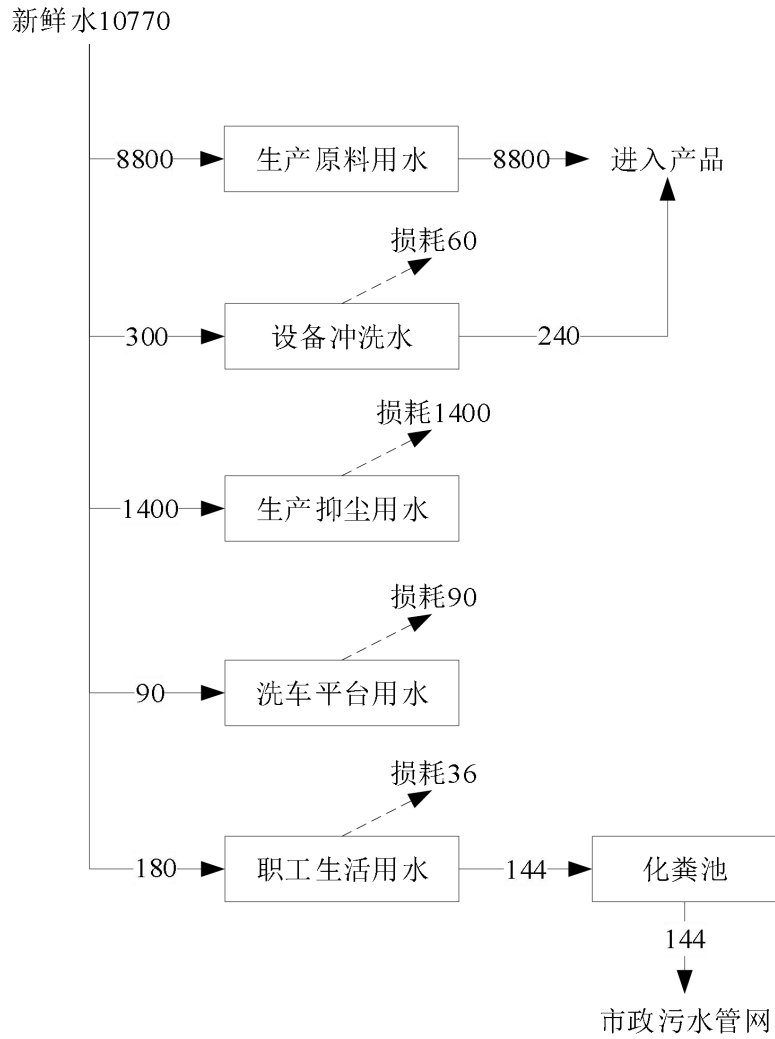 新鲜水10770
8800
生产原料用水
8800
进入产品
损耗60
300
设备冲洗水
240
损耗1400
1400
生产抑尘用水
损耗90
90
洗车平台用水
损耗36
180
职工生活用水
144
化粪池
144
市政污水管网